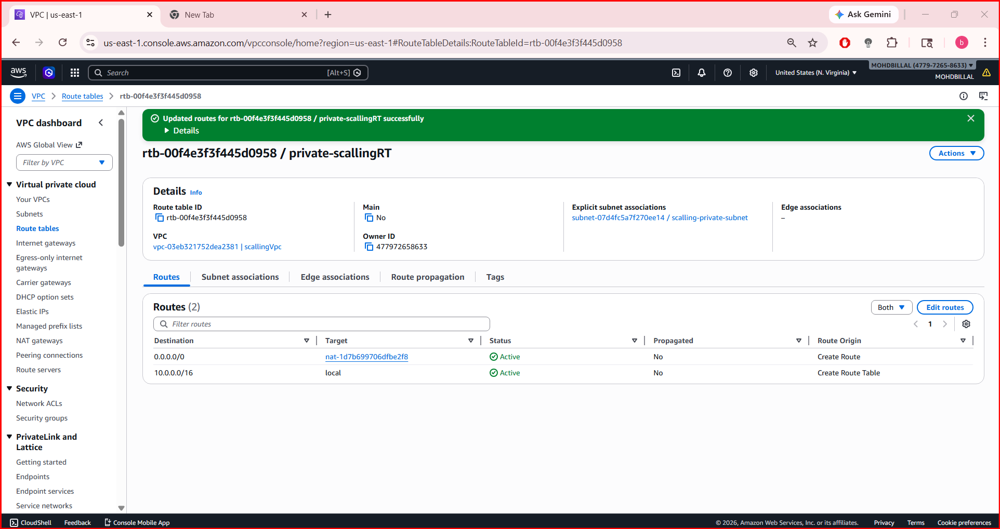 VPC | us-east-1
New Tab
Ask Gemini
us-east-1.console.aws.amazon.com/vpcconsole/home?region=us-east-1#RouteTableDetails:RouteTableId=rtb-00f4e3f3f445d0958
b
aws
Search
[Alt+S]
United States (N. Virginia)
MOHDBILLAL (4779-7265-8633)
MOHDBILLAL
VPC
Route tables
rtb-00f4e3f3f445d0958
VPC dashboard
AWS Global View
Filter by VPC
Virtual private cloud
Your VPCs
Subnets
Route tables
Internet gateways
Egress-only internet
gateways
Carrier gateways
DHCP option sets
Elastic IPs
Managed prefix lists
NAT gateways
Peering connections
Route servers
Security
Network ACLs
Security groups
PrivateLink and
Lattice
Getting started
Endpoints
Endpoint services
Service networks
Updated routes for rtb-00f4e3f3f445d0958 / private-scallingRT successfully
Details
rtb-00f4e3f3f445d0958 / private-scallingRT
Actions
Details Info
Route table ID
rtb-00f4e3f3f445d0958
Main
No
Explicit subnet associations
subnet-07d4fc5a7f270ee14 / scalling-private-subnet
Edge associations
–
VPC
vpc-03eb321752dea2381 | scallingVpc
Owner ID
477972658633
Routes
Subnet associations
Edge associations
Route propagation
Tags
Routes (2)
Both
Edit routes
Filter routes
1
Destination Target Status Propagated Route Origin
0.0.0.0/0 nat-1d7b699706dfbe2f8 Active No Create Route
10.0.0.0/16 local Active No Create Route Table
CloudShell
Feedback
Console Mobile App
© 2026, Amazon Web Services, Inc. or its affiliates.
Privacy
Terms
Cookie preferences